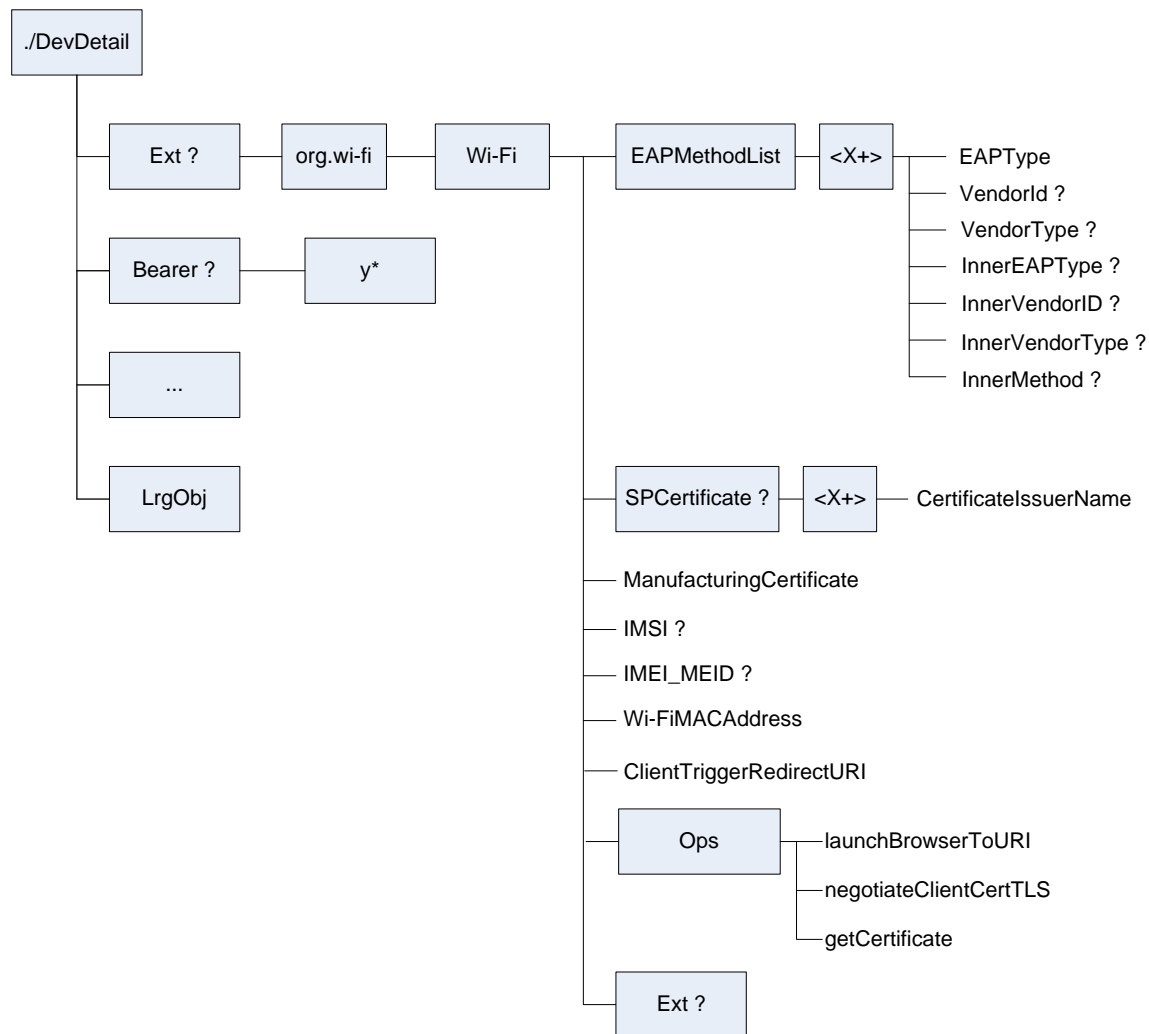 ./DevDetail
Ext ?
org.wi-fi
Wi-Fi
EAPMethodList
<X+>
EAPType
VendorId ?
VendorType ?
InnerEAPType ?
InnerVendorID ?
InnerVendorType ?
InnerMethod ?
Bearer ?
y*
...
LrgObj
SPCertificate ?
<X+>
CertificateIssuerName
ManufacturingCertificate
IMSI ?
IMEI_MEID ?
Wi-FiMACAddress
ClientTriggerRedirectURI
Ops
launchBrowserToURI
negotiateClientCertTLS
getCertificate
Ext ?